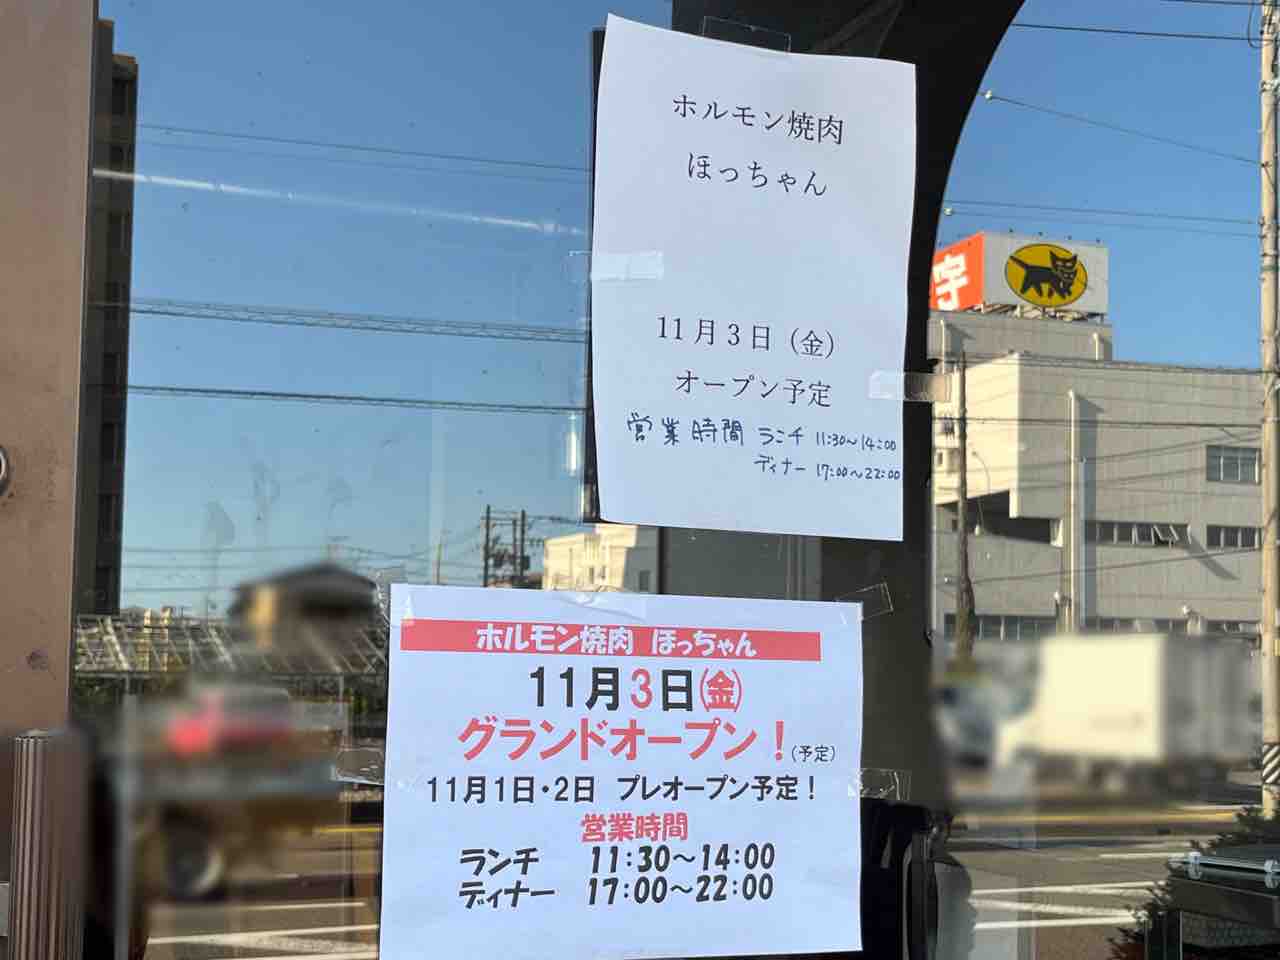 ホルモン焼肉
ほっちゃん
11月3日（金）
オープン予定
営業時間 ランチ 11:30～14:00
ディナー 17:00～22:00
宇
ホルモン焼肉 ほっちゃん
11月3日(金)
グランドオープン！(予定)
11月1日・2日 プレオープン予定！
営業時間
ランチ 11:30～14:00
ディナー 17:00～22:00